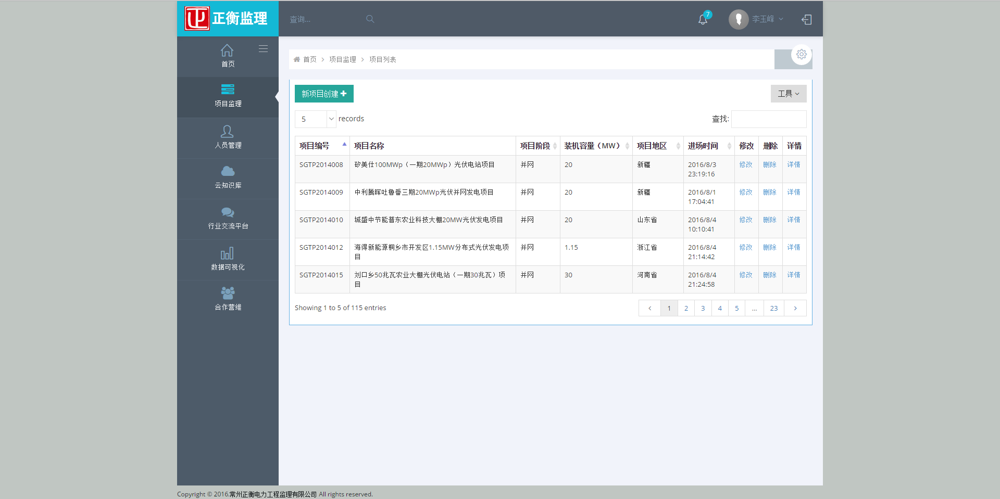 正衡监理
查询...
7
李玉峰
首页
项目监理
人员管理
云知识库
行业交流平台
数据可视化
合作营维
首页 > 项目监理 > 项目列表
新项目创建
工具
5 records
查找:
项目编号 项目名称 项目阶段 装机容量（MW） 项目地区 进场时间 修改 删除 详情
SGTP2014008 矽美仕100MWp（一期20MWp）光伏电站项目 并网 20 新疆 2016/8/3 修改 删除 详情
23:19:16
SGTP2014009 中利腾晖吐鲁番三期20MWp光伏并网发电项目 并网 20 新疆 2016/8/1 修改 删除 详情
17:04:41
SGTP2014010 城盛中节能普东农业科技大棚20MW光伏发电项目 并网 20 山东省 2016/8/4 修改 删除 详情
10:10:41
SGTP2014012 海得新能源桐乡市开发区1.15MW分布式光伏发电项 并网 1.15 浙江省 2016/8/4 修改 删除 详情
目 21:14:42
SGTP2014015 刘口乡50兆瓦农业大棚光伏电站（一期30兆瓦）项 并网 30 河南省 2016/8/4 修改 删除 详情
目 21:24:58
Showing 1 to 5 of 115 entries
< 1 2 3 4 5 ... 23 >
Copyright © 2016.常州正衡电力工程监理有限公司 All rights reserved.